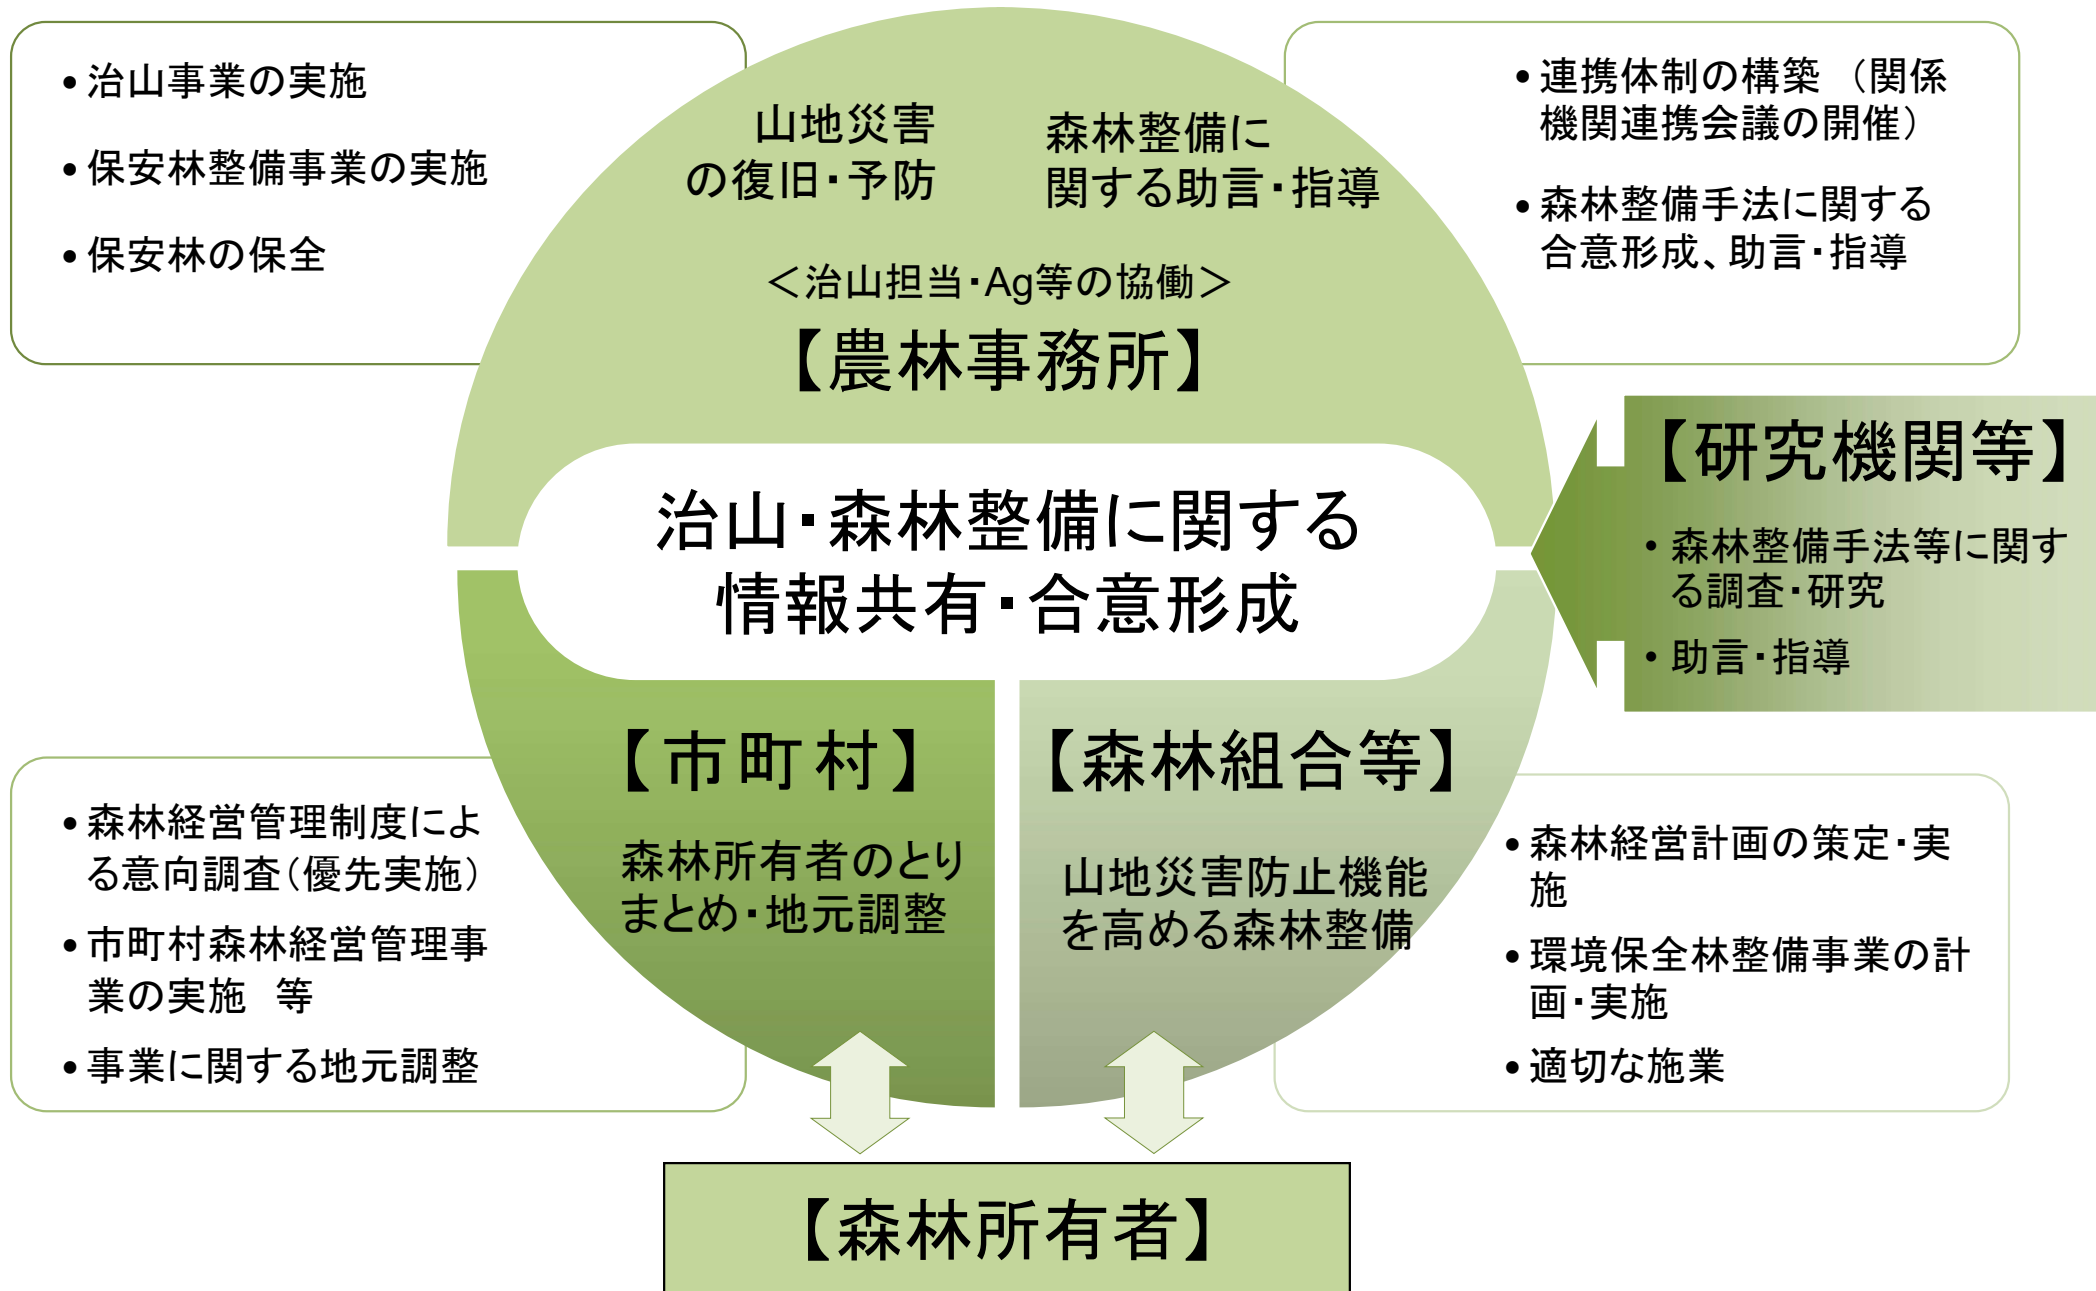 • 治山事業の実施
• 保安林整備事業の実施
• 保安林の保全
山地災害
の復旧・予防
森林整備に
関する助言・指導
＜治山担当・Ag等の協働＞
【農林事務所】
• 連携体制の構築 （関係
機関連携会議の開催）
• 森林整備手法に関する
合意形成、助言・指導
治山・森林整備に関する
情報共有・合意形成
【研究機関等】
• 森林整備手法等に関す
る調査・研究
• 助言・指導
【市町村】
森林所有者のとり
まとめ・地元調整
【森林組合等】
山地災害防止機能
を高める森林整備
• 森林経営管理制度によ
る意向調査（優先実施）
• 市町村森林経営管理事
業の実施 等
• 事業に関する地元調整
• 森林経営計画の策定・実
施
• 環境保全林整備事業の計
画・実施
• 適切な施業
【森林所有者】